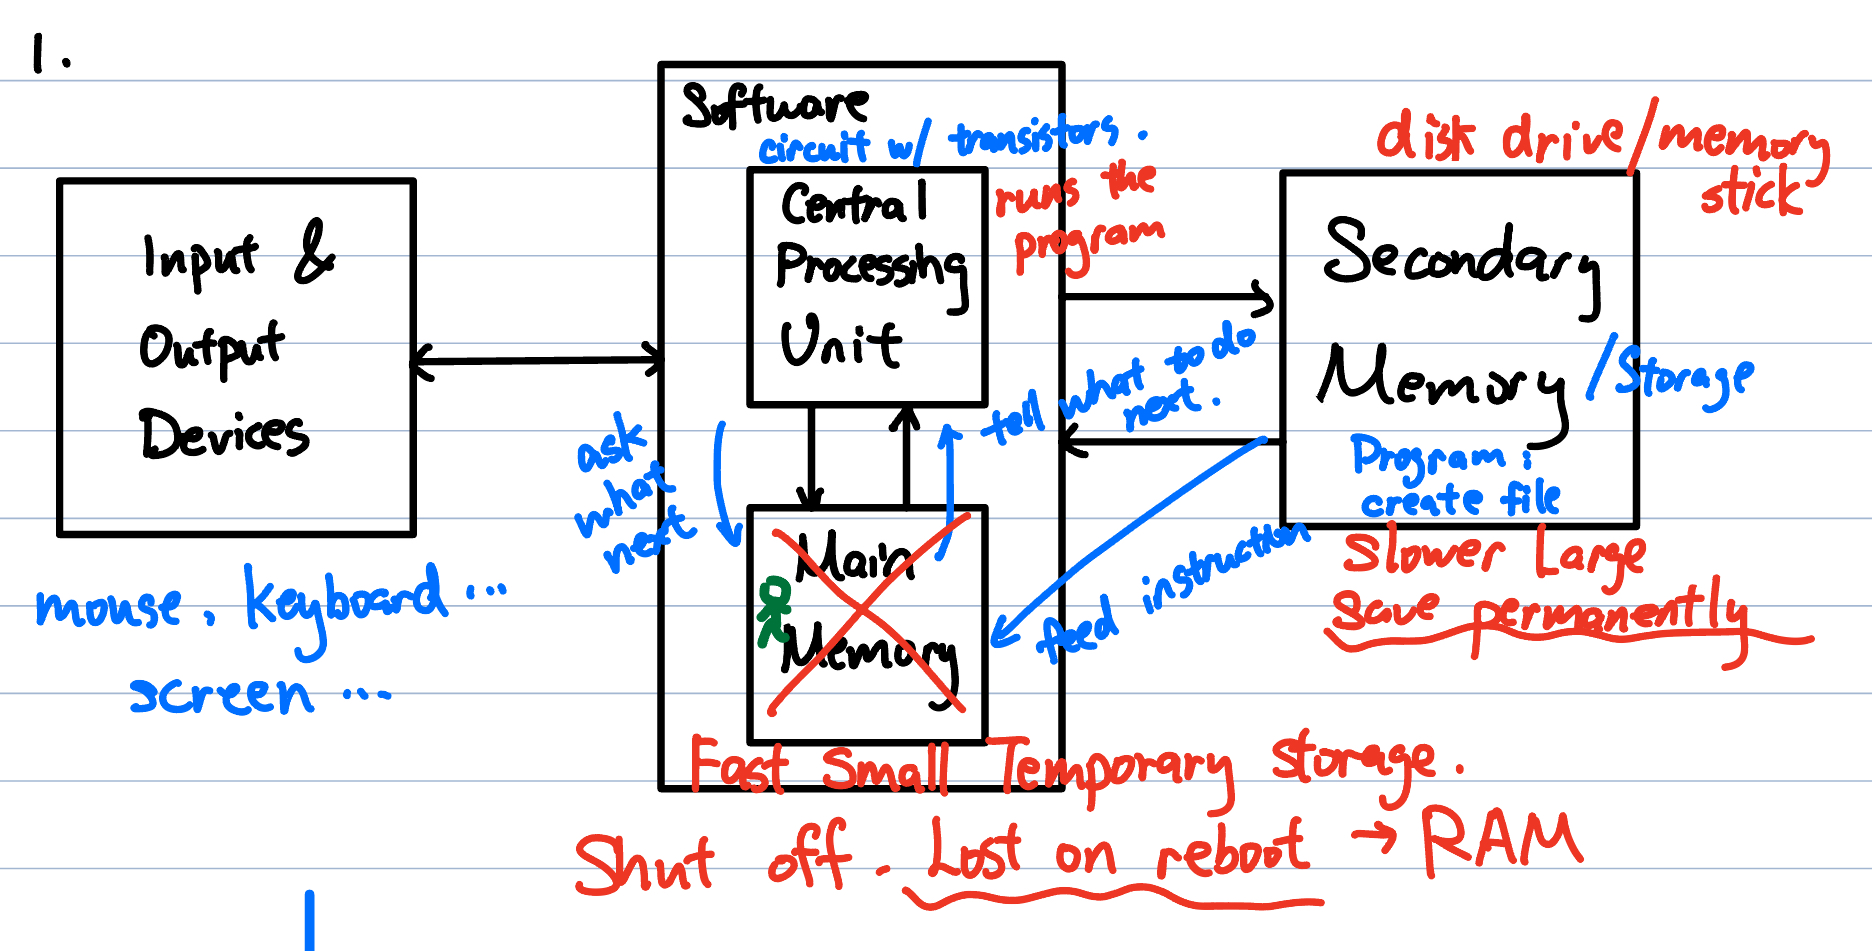 1.
Software
circuit w/ transistors.
disk drive/memory
stick
Input &
Output
Devices
Central
Processing
Unit
runs the
program
Secondary
Memory
/Storage
Program:
create file
ask
what
next
tell what to do
next.
Main
Memory
feed instruction
Slower Large
Save permanently
mouse, keyboard...
screen ...
Fast Small Temporary Storage.
Shut off. Lost on reboot → RAM